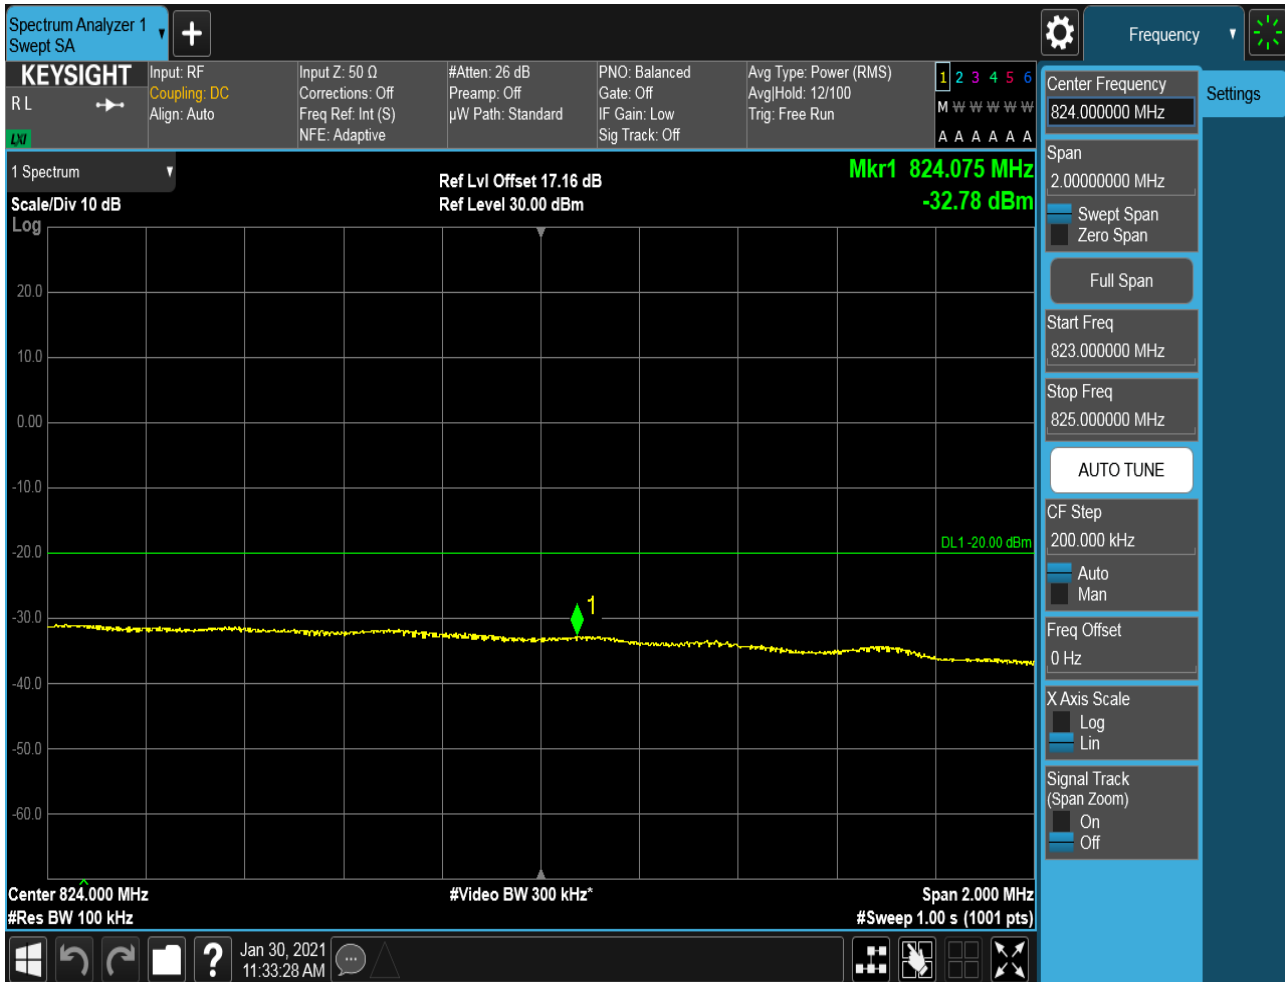 Spectrum Analyzer 1
Swept SA
+
Frequency
KEYSIGHT
R L
LXI
Input: RF
Coupling: DC
Align: Auto
Input Z: 50 Ω
Corrections: Off
Freq Ref: Int (S)
NFE: Adaptive
#Atten: 26 dB
Preamp: Off
µW Path: Standard
PNO: Balanced
Gate: Off
IF Gain: Low
Sig Track: Off
Avg Type: Power (RMS)
Avg|Hold: 12/100
Trig: Free Run
1 2 3 4 5 6
M W W W W W
A A A A A A
1 Spectrum
Scale/Div 10 dB
Log
Ref Lvl Offset 17.16 dB
Ref Level 30.00 dBm
Mkr1 824.075 MHz
-32.78 dBm
20.0
10.0
0.00
-10.0
-20.0
-30.0
-40.0
-50.0
-60.0
DL1 -20.00 dBm
1
Center 824.000 MHz
#Res BW 100 kHz
#Video BW 300 kHz*
Span 2.000 MHz
#Sweep 1.00 s (1001 pts)
?
Jan 30, 2021
11:33:28 AM
Center Frequency
824.000000 MHz
Settings
Span
2.00000000 MHz
Swept Span
Zero Span
Full Span
Start Freq
823.000000 MHz
Stop Freq
825.000000 MHz
AUTO TUNE
CF Step
200.000 kHz
Auto
Man
Freq Offset
0 Hz
X Axis Scale
Log
Lin
Signal Track
(Span Zoom)
On
Off